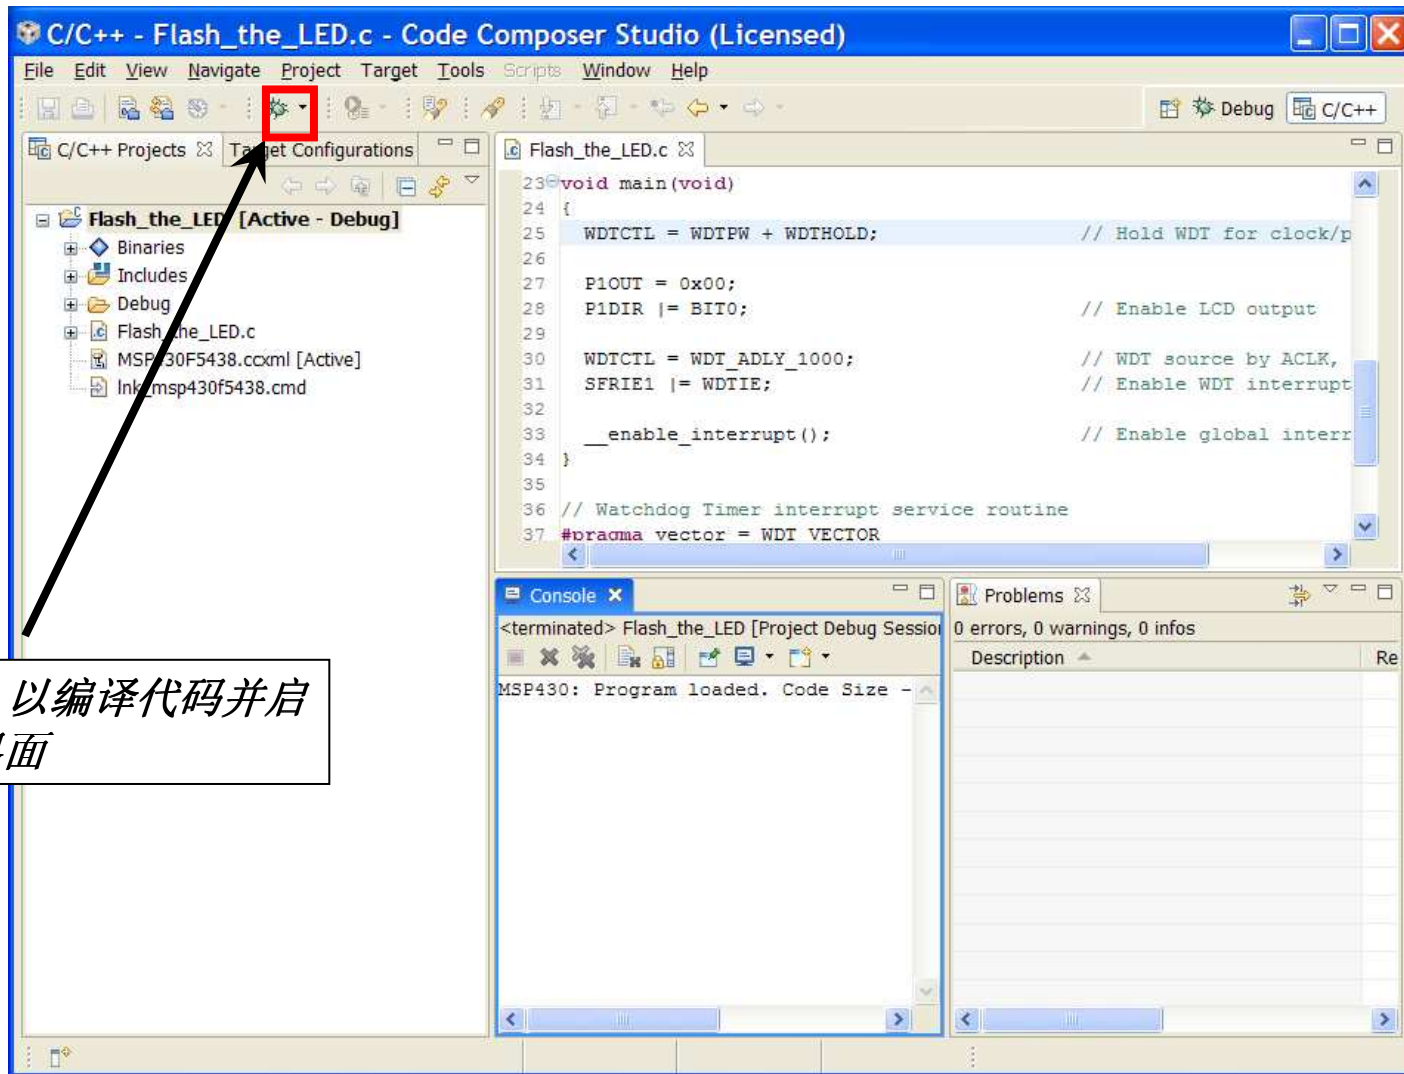 C/C++ - Flash_the_LED.c - Code Composer Studio (Licensed)
File Edit View Navigate Project Target Tools Scripts Window Help
Debug C/C++
C/C++ Projects Target Configurations
Flash_the_LED [Active - Debug]
Binaries
Includes
Debug
Flash_the_LED.c
MSP430F5438.ccxml [Active]
lnk_msp430f5438.cmd
Flash_the_LED.c
23 void main(void)
24 {
25 WDTCTL = WDTPW + WDTHOLD; // Hold WDT for clock/p
26
27 P1OUT = 0x00;
28 P1DIR |= BIT0; // Enable LCD output
29
30 WDTCTL = WDT_ADLY_1000; // WDT source by ACLK,
31 SFRIE1 |= WDTIE; // Enable WDT interrupt
32
33 __enable_interrupt(); // Enable global interr
34 }
35
36 // Watchdog Timer interrupt service routine
37 #pragma vector = WDT_VECTOR
Console
<terminated> Flash_the_LED [Project Debug Session
MSP430: Program loaded. Code Size -
Problems
0 errors, 0 warnings, 0 infos
Description Re
以编译代码并启
面